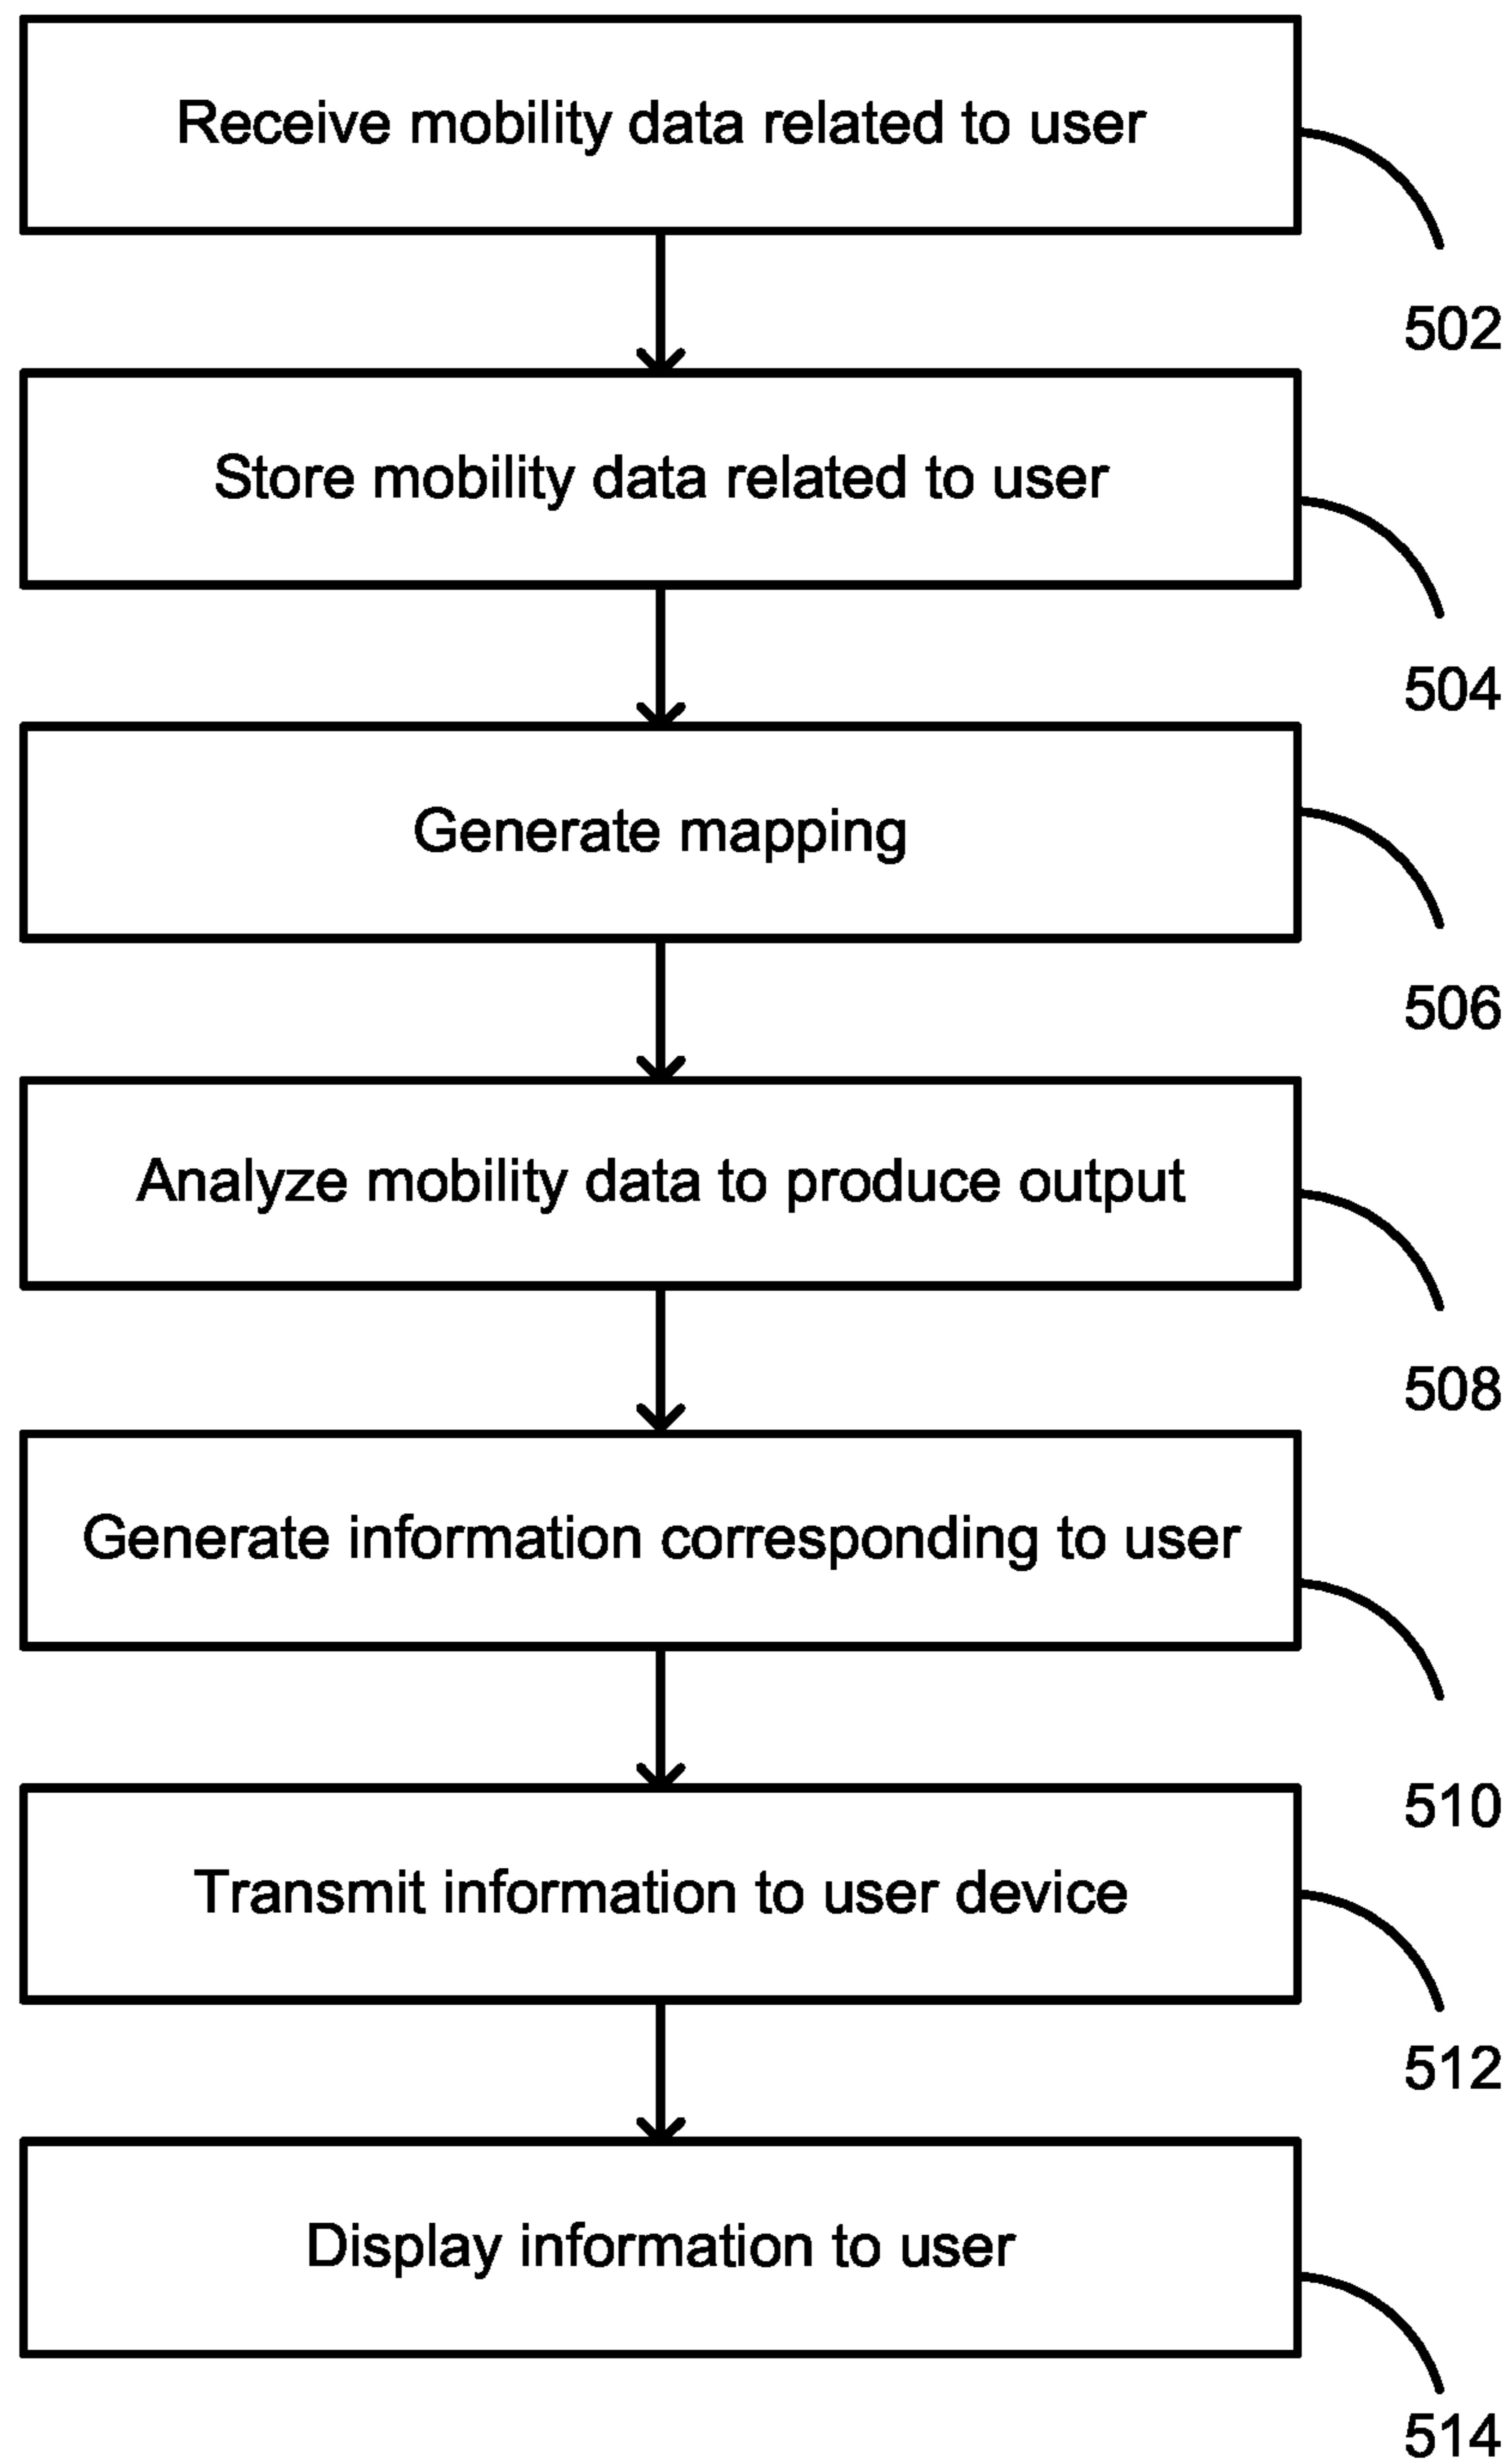 Receive mobility data related to user
502
Store mobility data related to user
504
Generate mapping
506
Analyze mobility data to produce output
508
Generate information corresponding to user
510
Transmit information to user device
512
Display information to user
514